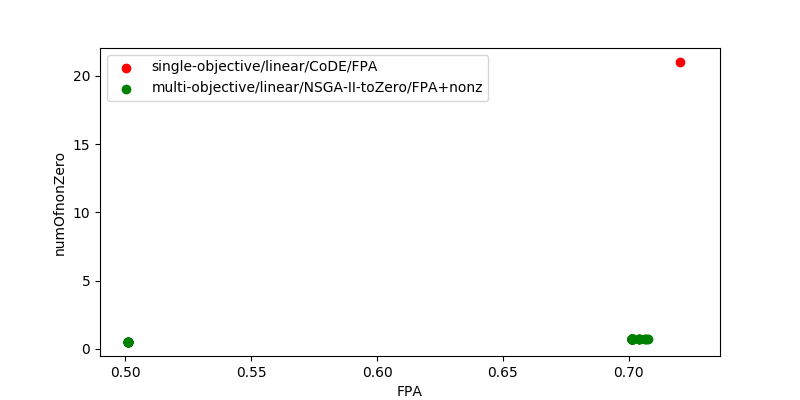 single-objective/linear/CoDE/FPA
multi-objective/linear/NSGA-II-toZero/FPA+nonz
20
15
10
5
0
numOfnonZero
0.50 0.55 0.60 0.65 0.70
FPA